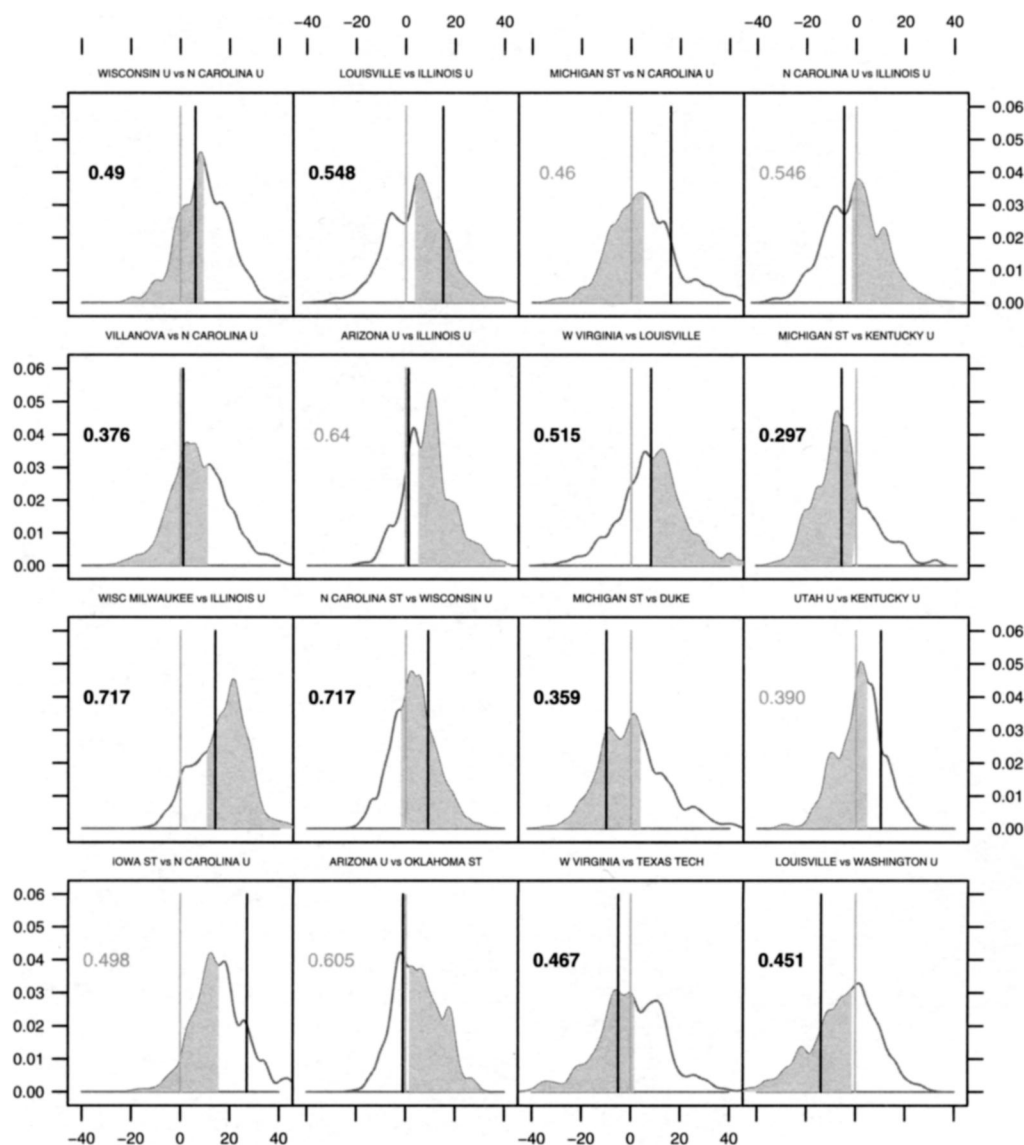 −40 −20 0 20 40 −40 −20 0 20 40
WISCONSIN U vs N CAROLINA U LOUISVILLE vs ILLINOIS U MICHIGAN ST vs N CAROLINA U N CAROLINA U vs ILLINOIS U
0.06
0.05
0.49 0.548 0.46 0.546 0.04
0.03
0.02
0.01
0.00
VILLANOVA vs N CAROLINA U ARIZONA U vs ILLINOIS U W VIRGINIA vs LOUISVILLE MICHIGAN ST vs KENTUCKY U
0.06
0.05
0.04 0.376 0.64 0.515 0.297
0.03
0.02
0.01
0.00
WISC MILWAUKEE vs ILLINOIS U N CAROLINA ST vs WISCONSIN U MICHIGAN ST vs DUKE UTAH U vs KENTUCKY U
0.06
0.05
0.717 0.717 0.359 0.390 0.04
0.03
0.02
0.01
0.00
IOWA ST vs N CAROLINA U ARIZONA U vs OKLAHOMA ST W VIRGINIA vs TEXAS TECH LOUISVILLE vs WASHINGTON U
0.06
0.05
0.04 0.498 0.605 0.467 0.451
0.03
0.02
0.01
0.00
−40 −20 0 20 40 −40 −20 0 20 40